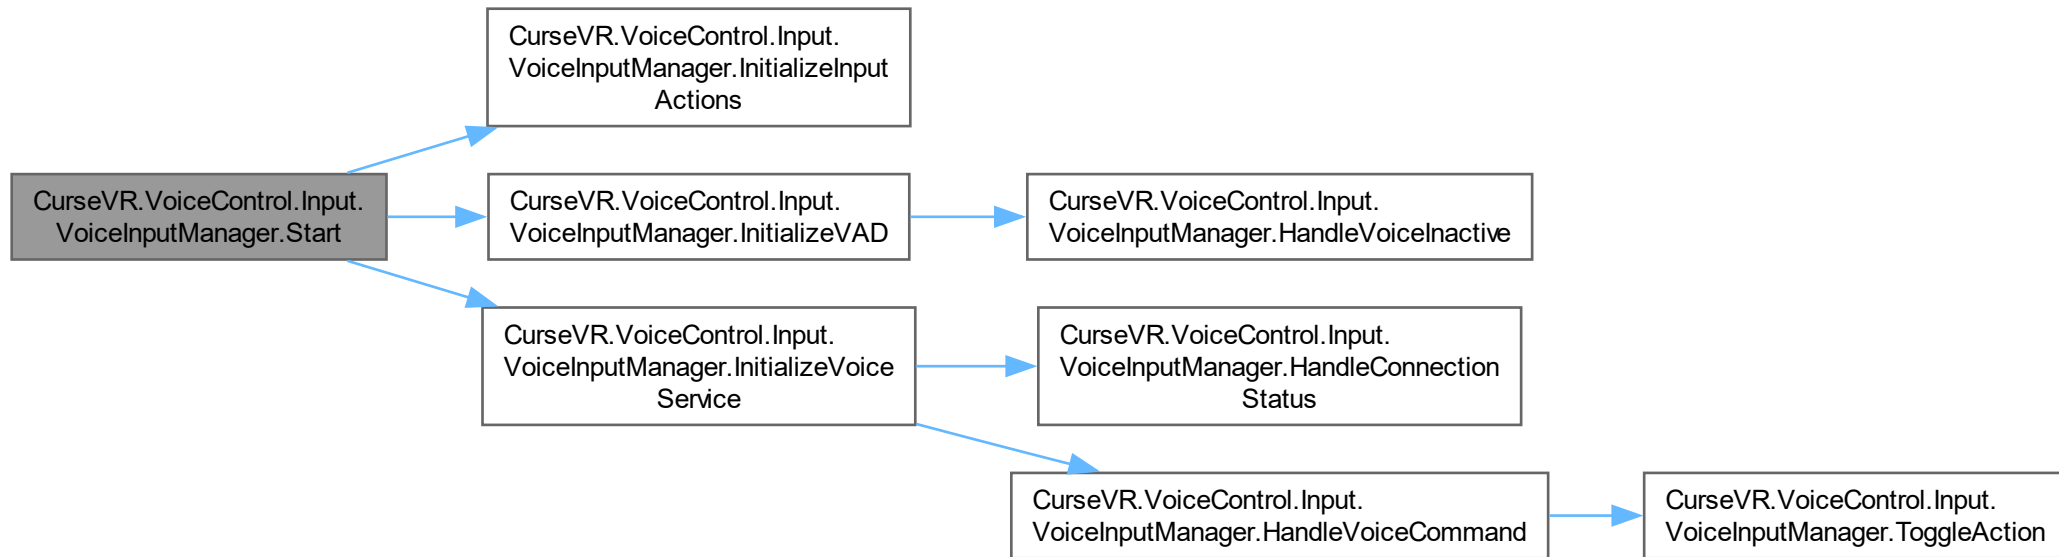 CurseVR.VoiceControl.Input.
VoiceInputManager.Start
CurseVR.VoiceControl.Input.
VoiceInputManager.InitializeInput
Actions
CurseVR.VoiceControl.Input.
VoiceInputManager.InitializeVAD
CurseVR.VoiceControl.Input.
VoiceInputManager.HandleVoiceInactive
CurseVR.VoiceControl.Input.
VoiceInputManager.InitializeVoice
Service
CurseVR.VoiceControl.Input.
VoiceInputManager.HandleConnection
Status
CurseVR.VoiceControl.Input.
VoiceInputManager.HandleVoiceCommand
CurseVR.VoiceControl.Input.
VoiceInputManager.ToggleAction